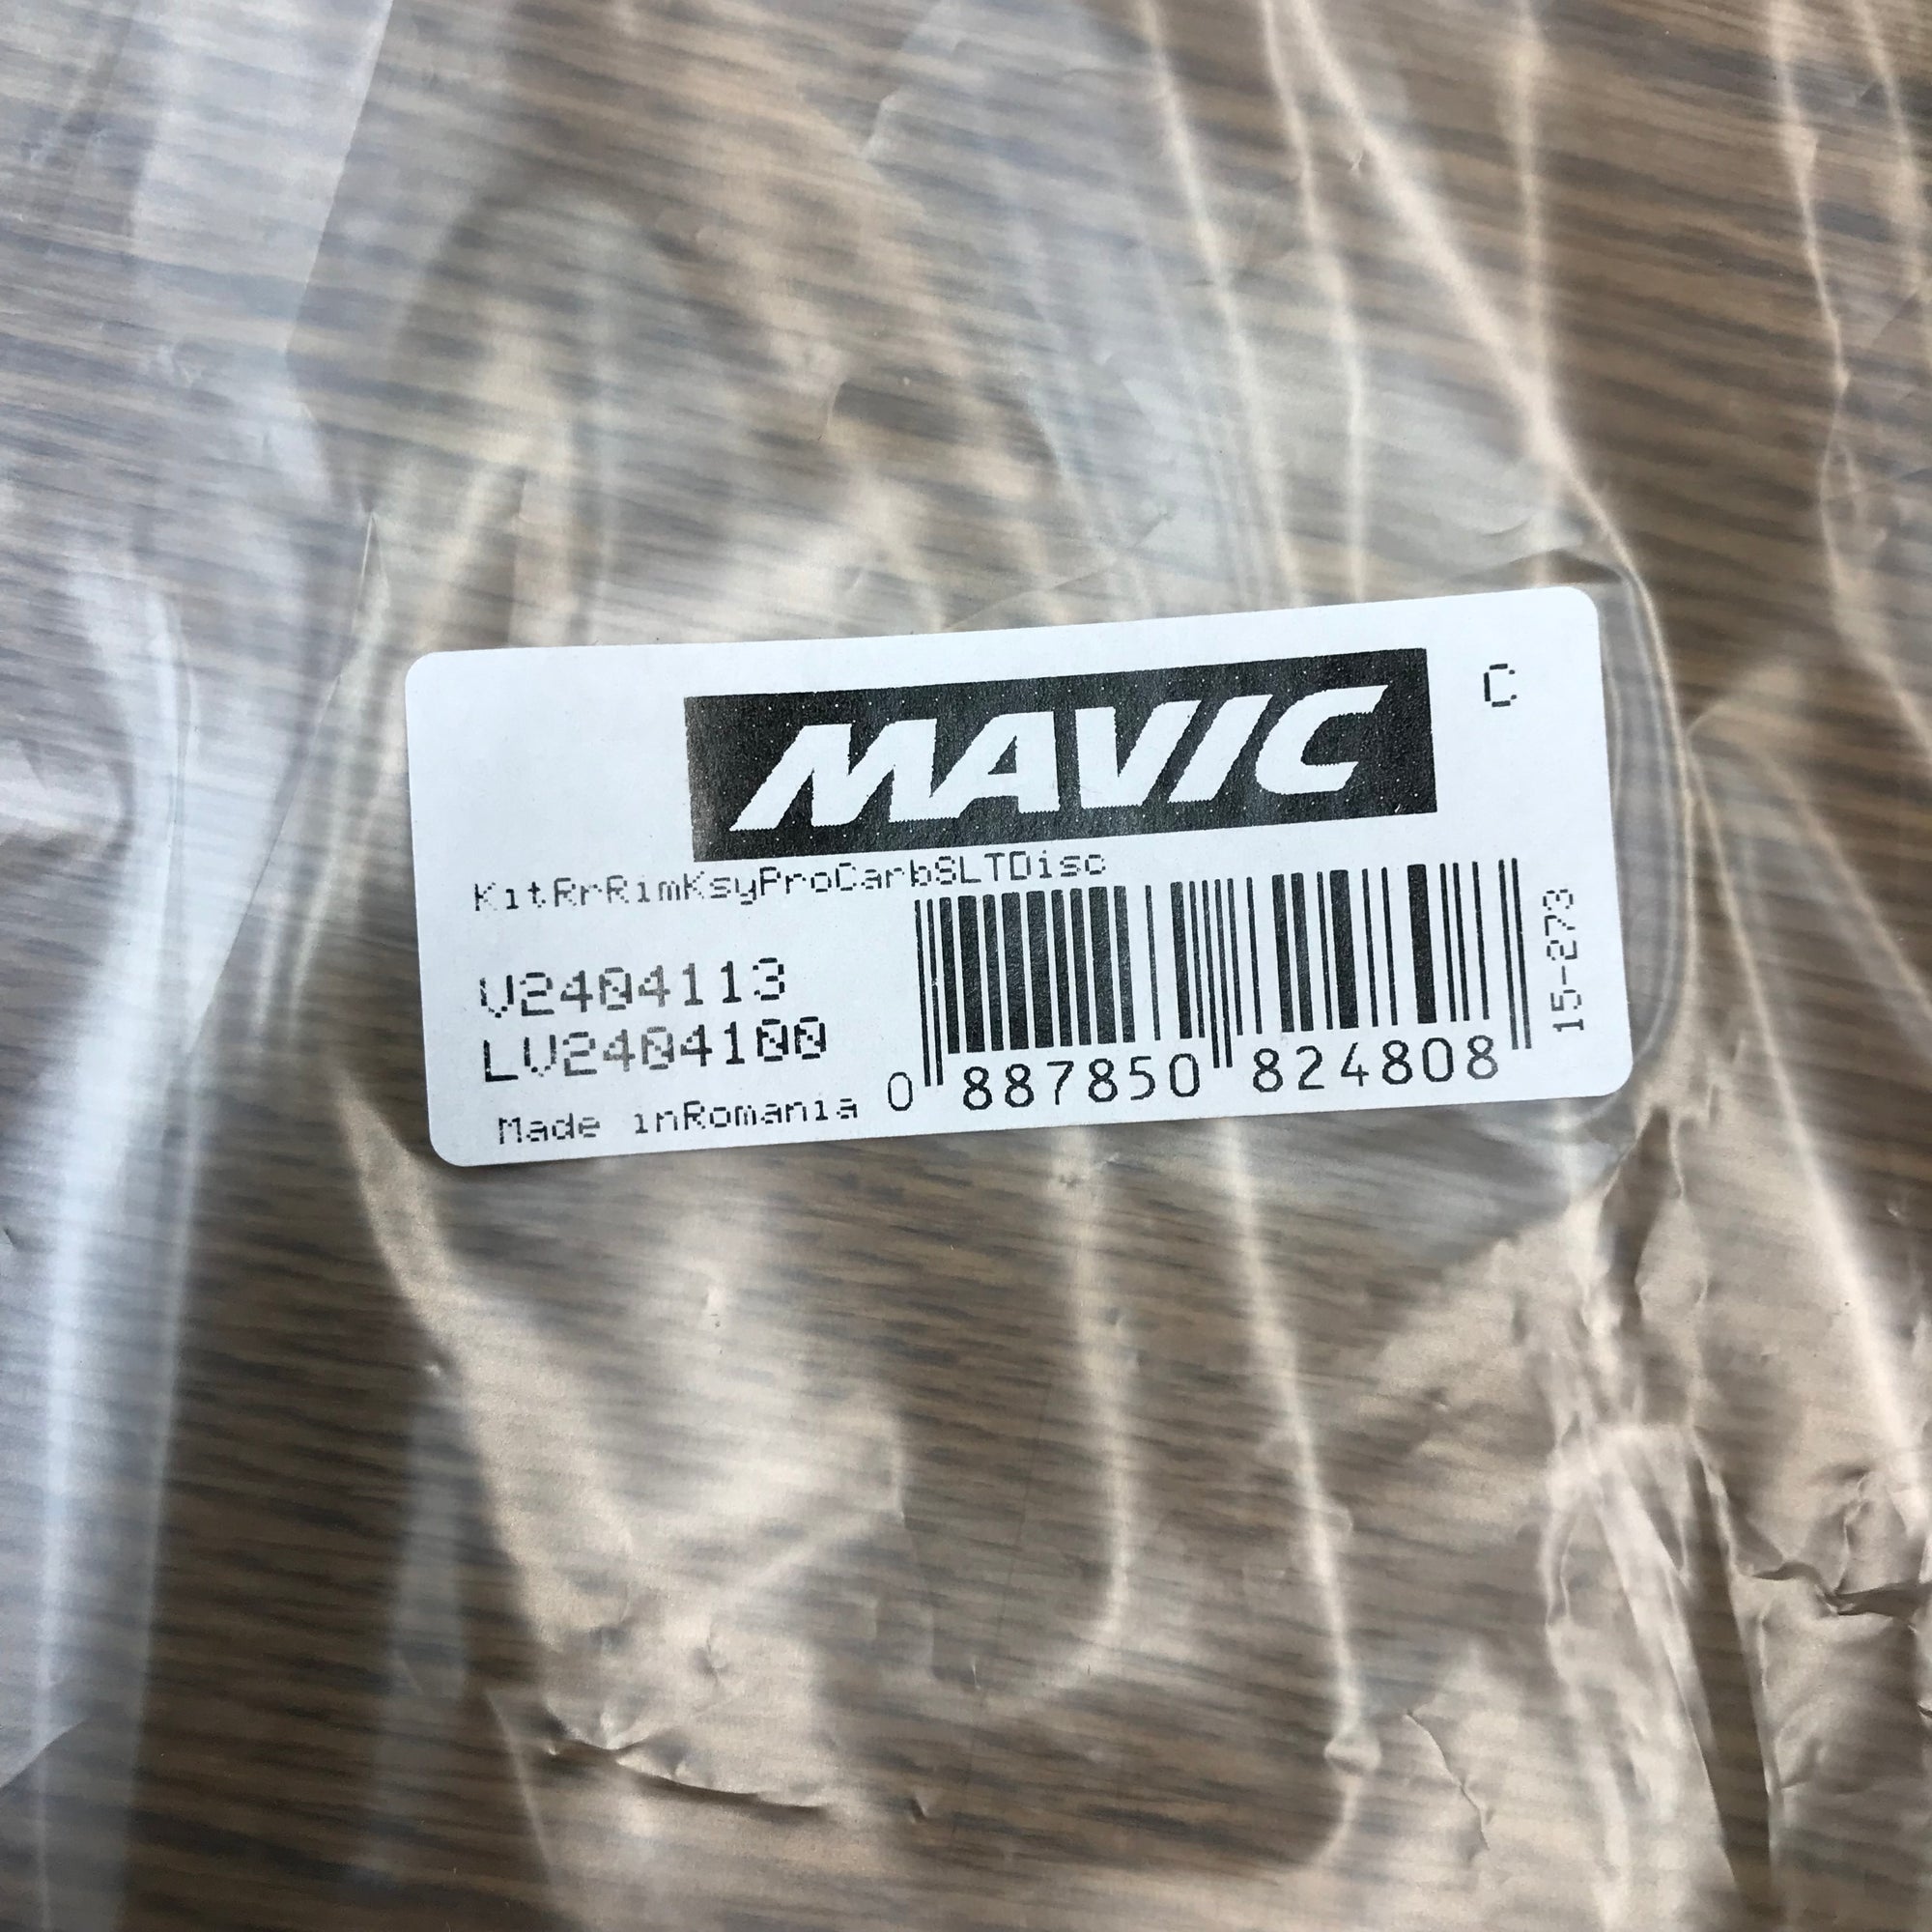 MAVIC
C
KitRrRimKsyProCarbSLTDisc
V2404113
LV2404100
Made inRomania
0 887850 824808
15-273